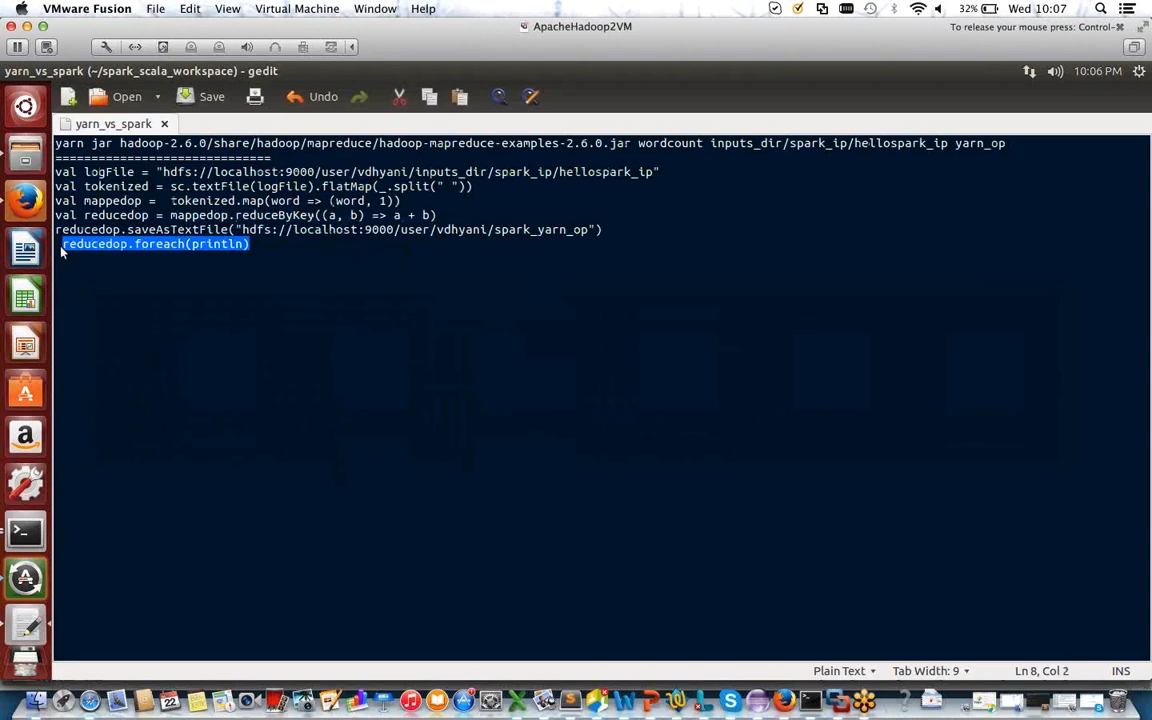 VMware Fusion File Edit View Virtual Machine Window Help 32% Wed 10:07
ApacheHadoop2VM To release your mouse press: Control-⌘
yarn_vs_spark (~/spark_scala_workspace) - gedit 10:06 PM
Open Save Undo
yarn_vs_spark ×
yarn jar hadoop-2.6.0/share/hadoop/mapreduce/hadoop-mapreduce-examples-2.6.0.jar wordcount inputs_dir/spark_ip/hellospark_ip yarn_op
==============================
val logFile = "hdfs://localhost:9000/user/vdhyani/inputs_dir/spark_ip/hellospark_ip"
val tokenized = sc.textFile(logFile).flatMap(_.split(" "))
val mappedop =  tokenized.map(word => (word, 1))
val reducedop = mappedop.reduceByKey((a, b) => a + b)
reducedop.saveAsTextFile("hdfs://localhost:9000/user/vdhyani/spark_yarn_op")
reducedop.foreach(println)
Plain Text Tab Width: 9 Ln 8, Col 2 INS